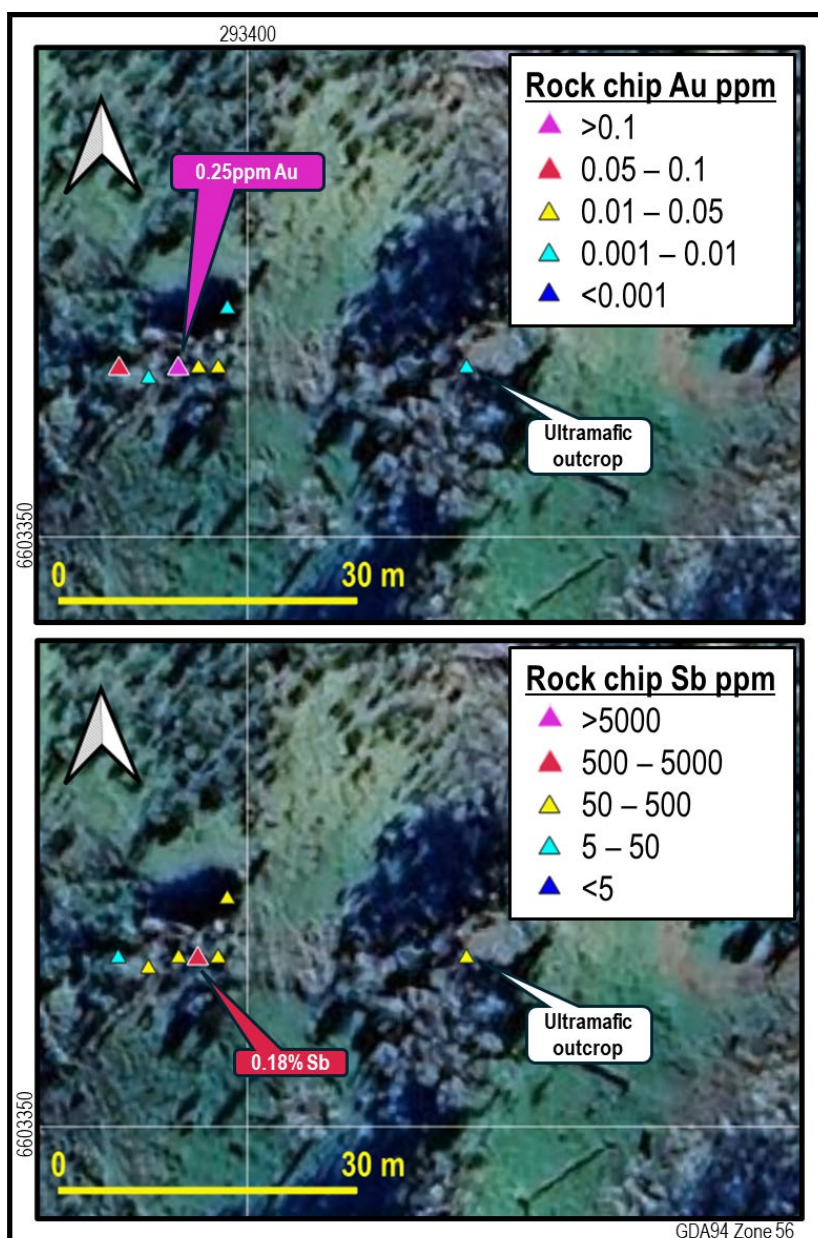 293400
Rock chip Au ppm
>0.1
0.05 – 0.1
0.01 – 0.05
0.001 – 0.01
<0.001
0.25ppm Au
Ultramafic
outcrop
6603350
0
30 m
Rock chip Sb ppm
>5000
500 – 5000
50 – 500
5 – 50
<5
Ultramafic
outcrop
0.18% Sb
6603350
0
30 m
GDA94 Zone 56